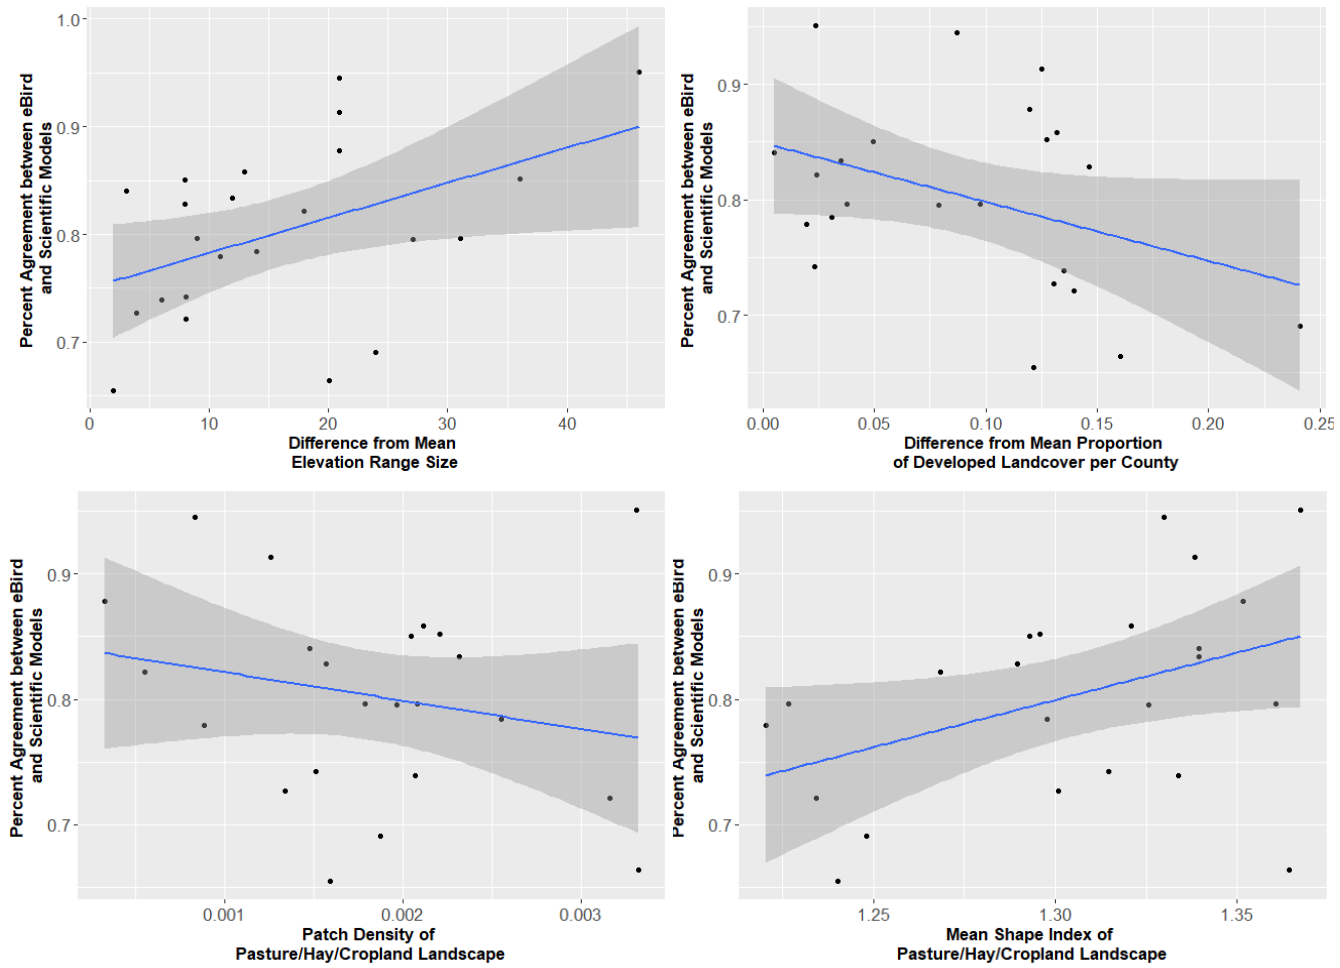 Percent Agreement between eBird
and Scientific Models
1.0
0.9
0.8
0.7
0
10
20
30
40
Difference from Mean
Elevation Range Size
Percent Agreement between eBird
and Scientific Models
0.9
0.8
0.7
0.00
0.05
0.10
0.15
0.20
0.25
Difference from Mean Proportion
of Developed Landcover per County
Percent Agreement between eBird
and Scientific Models
0.9
0.8
0.7
0.001
0.002
0.003
Patch Density of
Pasture/Hay/Cropland Landscape
Percent Agreement between eBird
and Scientific Models
0.9
0.8
0.7
1.25
1.30
1.35
Mean Shape Index of
Pasture/Hay/Cropland Landscape